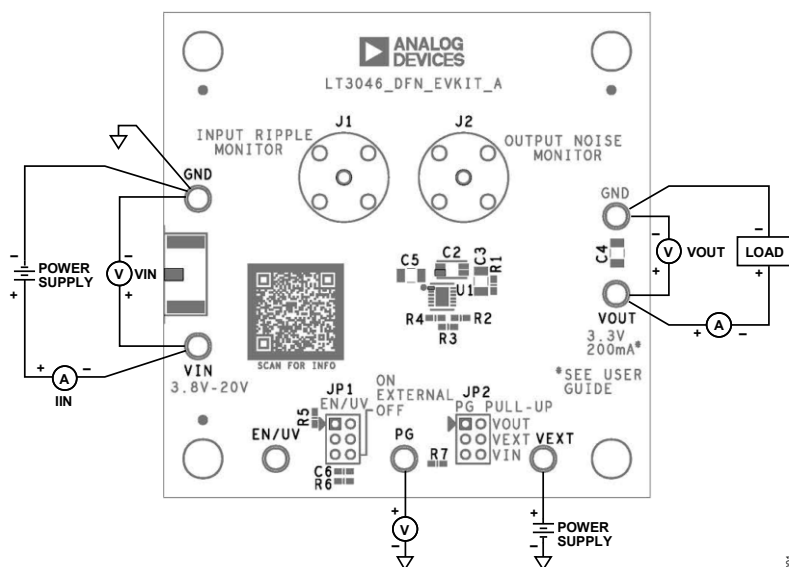 ANALOG
DEVICES
LT3046_DFN_EVKIT_A
J1
J2
INPUT RIPPLE
MONITOR
OUTPUT NOISE
MONITOR
GND
GND
−
+
POWER
SUPPLY
−
V
VIN
+
C5
C2
C3
R1
U1
R4
R2
R3
C4
−
V
VOUT
+
−
LOAD
+
VOUT
3.3V
200mA*
+
A
−
*SEE USER
GUIDE
SCAN FOR INFO
VIN
3.8V-20V
+
A
−
IIN
JP1
EN/UV
ON
EXTERNAL
OFF
R5
EN/UV
C6
R6
PG
R7
JP2
PG PULL-UP
VOUT
VEXT
VIN
VEXT
+
V
−
+
POWER
SUPPLY
−